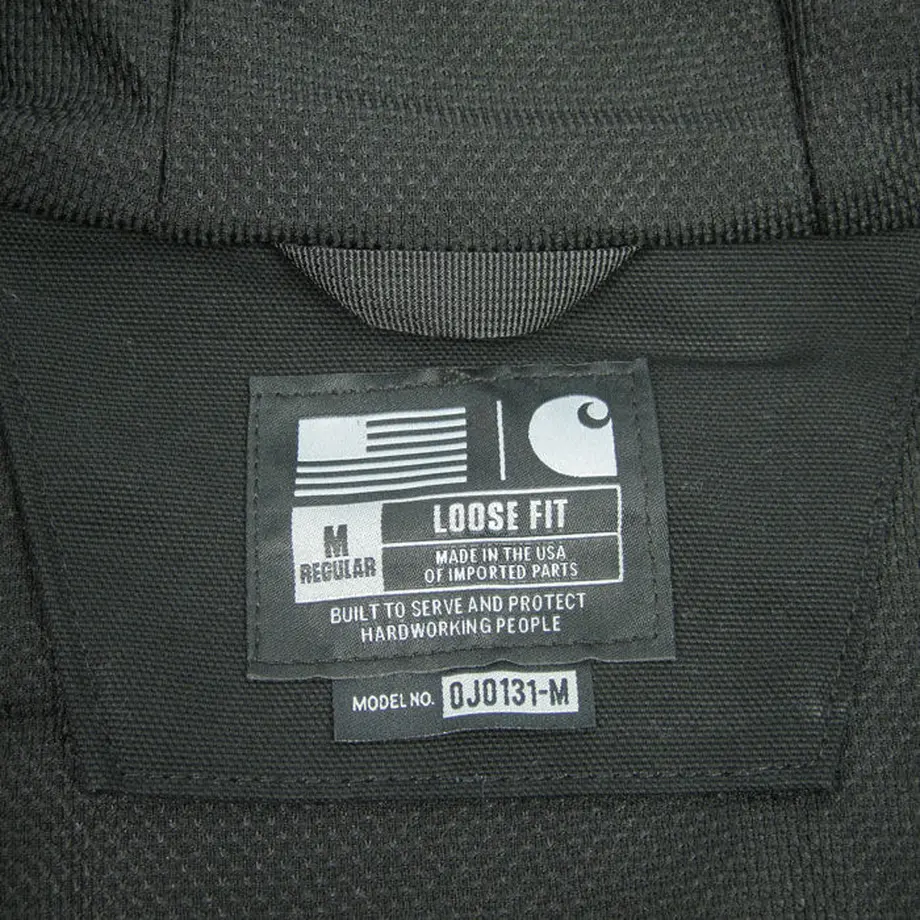 M
REGULAR
LOOSE FIT
MADE IN THE USA
OF IMPORTED PARTS
BUILT TO SERVE AND PROTECT
HARDWORKING PEOPLE
MODEL NO. 0J0131-M